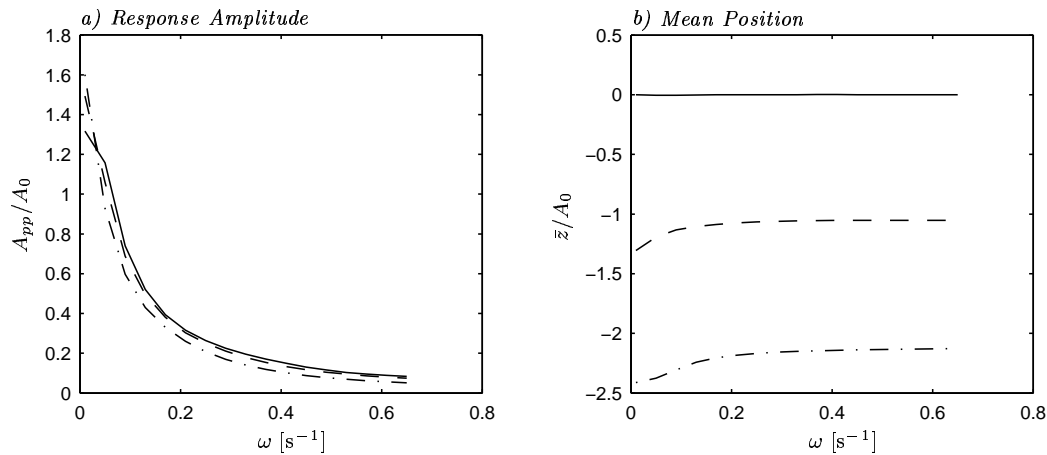 a) Response Amplitude
1.8
1.6
1.4
1.2
1
0.8
0.6
0.4
0.2
0
0 0.2 0.4 0.6 0.8
A_{pp}/A_0
ω [s⁻¹]
b) Mean Position
0.5
0
−0.5
−1
−1.5
−2
−2.5
0 0.2 0.4 0.6 0.8
z̄/A_0
ω [s⁻¹]